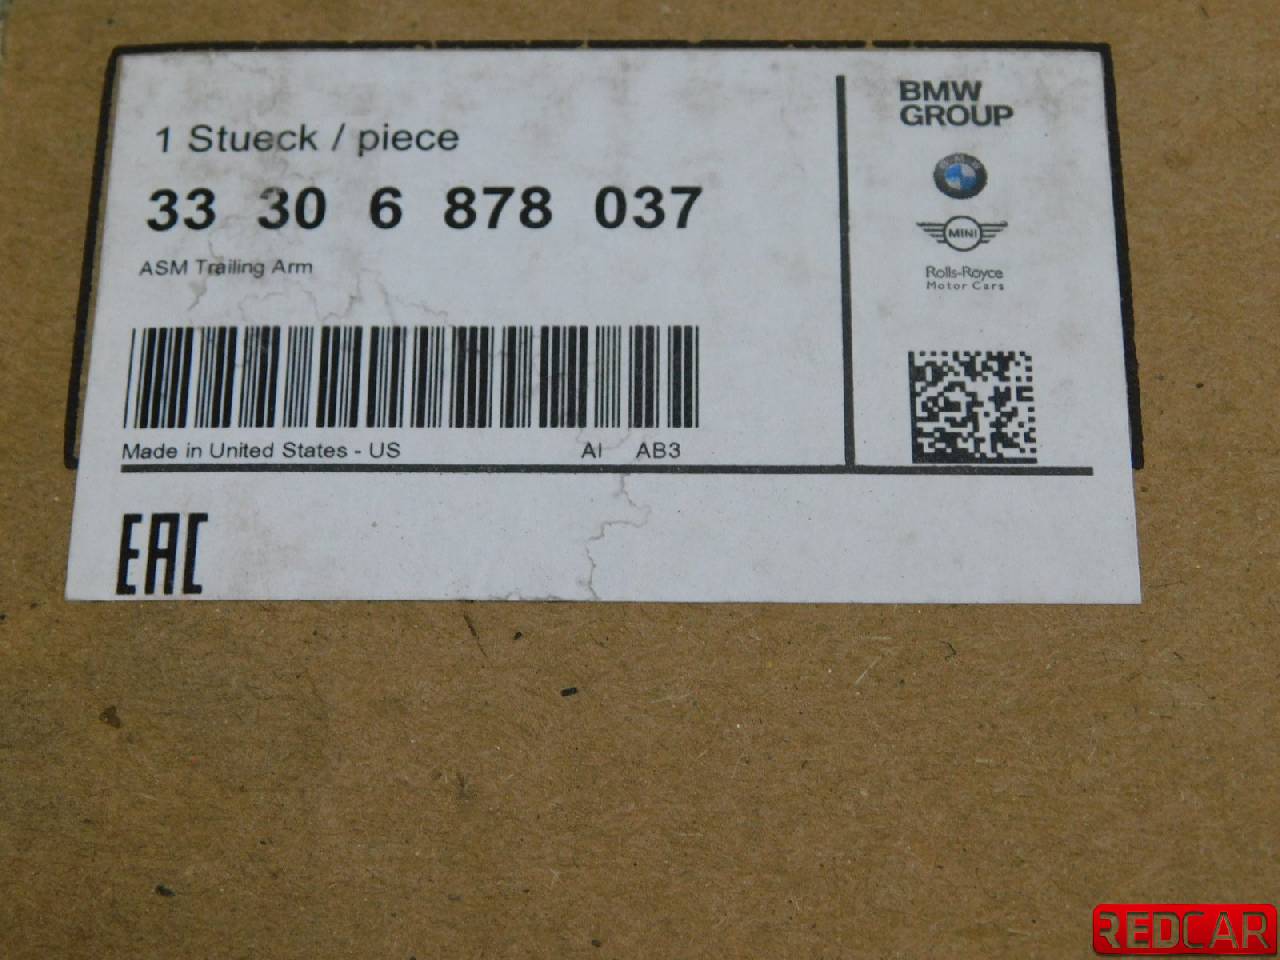 1 Stueck / piece
33 30 6 878 037
ASM Trailing Arm
Made in United States - US AI AB3
EAC
BMW
GROUP
BMW
MINI
Rolls-Royce
Motor Cars
REDCAR